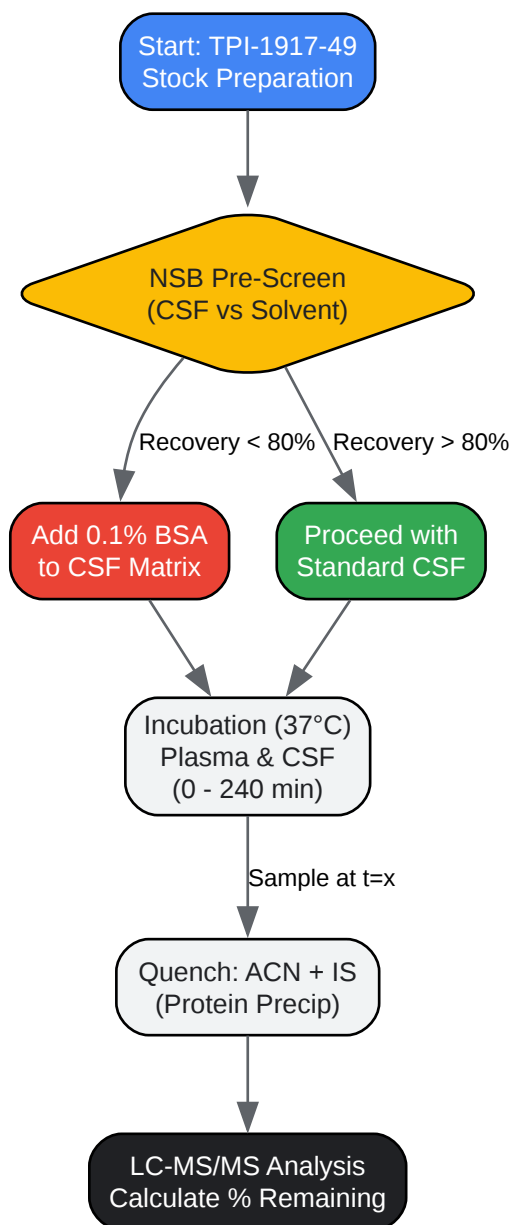 Start: TPI-1917-49
Stock Preparation
NSB Pre-Screen
(CSF vs Solvent)
Recovery < 80%
Recovery > 80%
Add 0.1% BSA
to CSF Matrix
Proceed with
Standard CSF
Incubation (37°C)
Plasma & CSF
(0 - 240 min)
Sample at t=x
Quench: ACN + IS
(Protein Precip)
LC-MS/MS Analysis
Calculate % Remaining